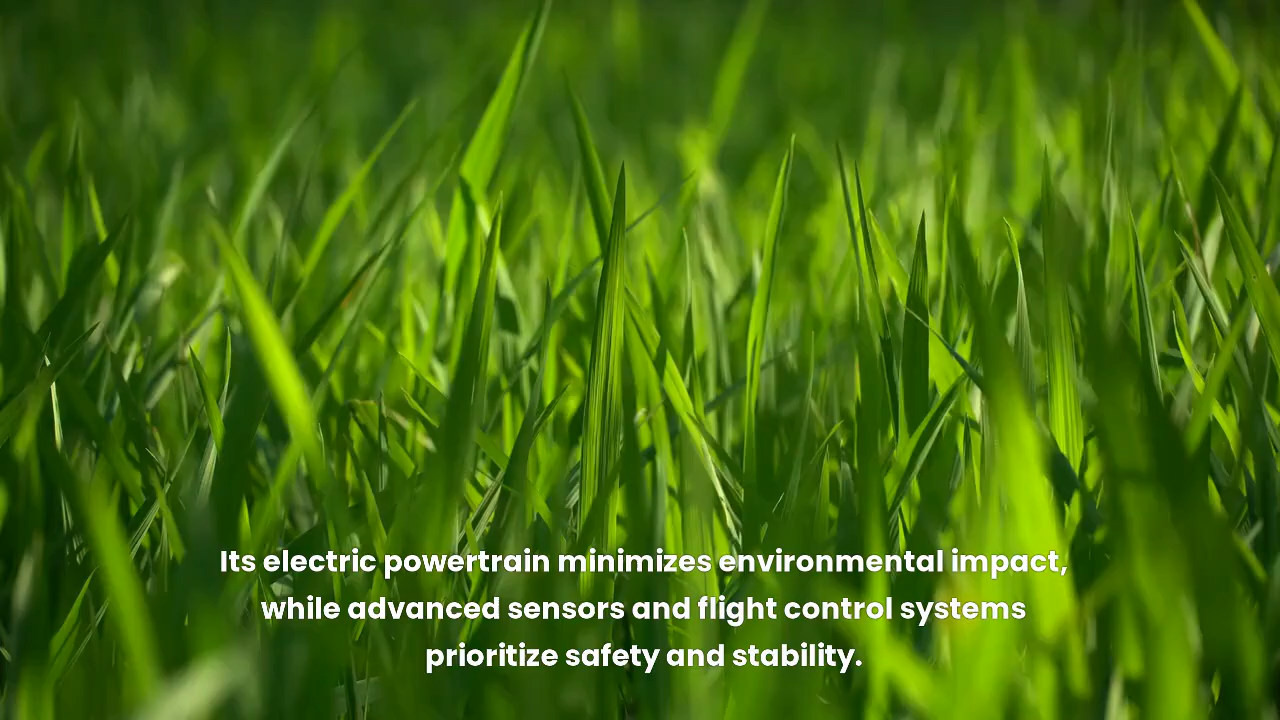 Its electric powertrain minimizes environmental impact,
while advanced sensors and flight control systems
prioritize safety and stability.